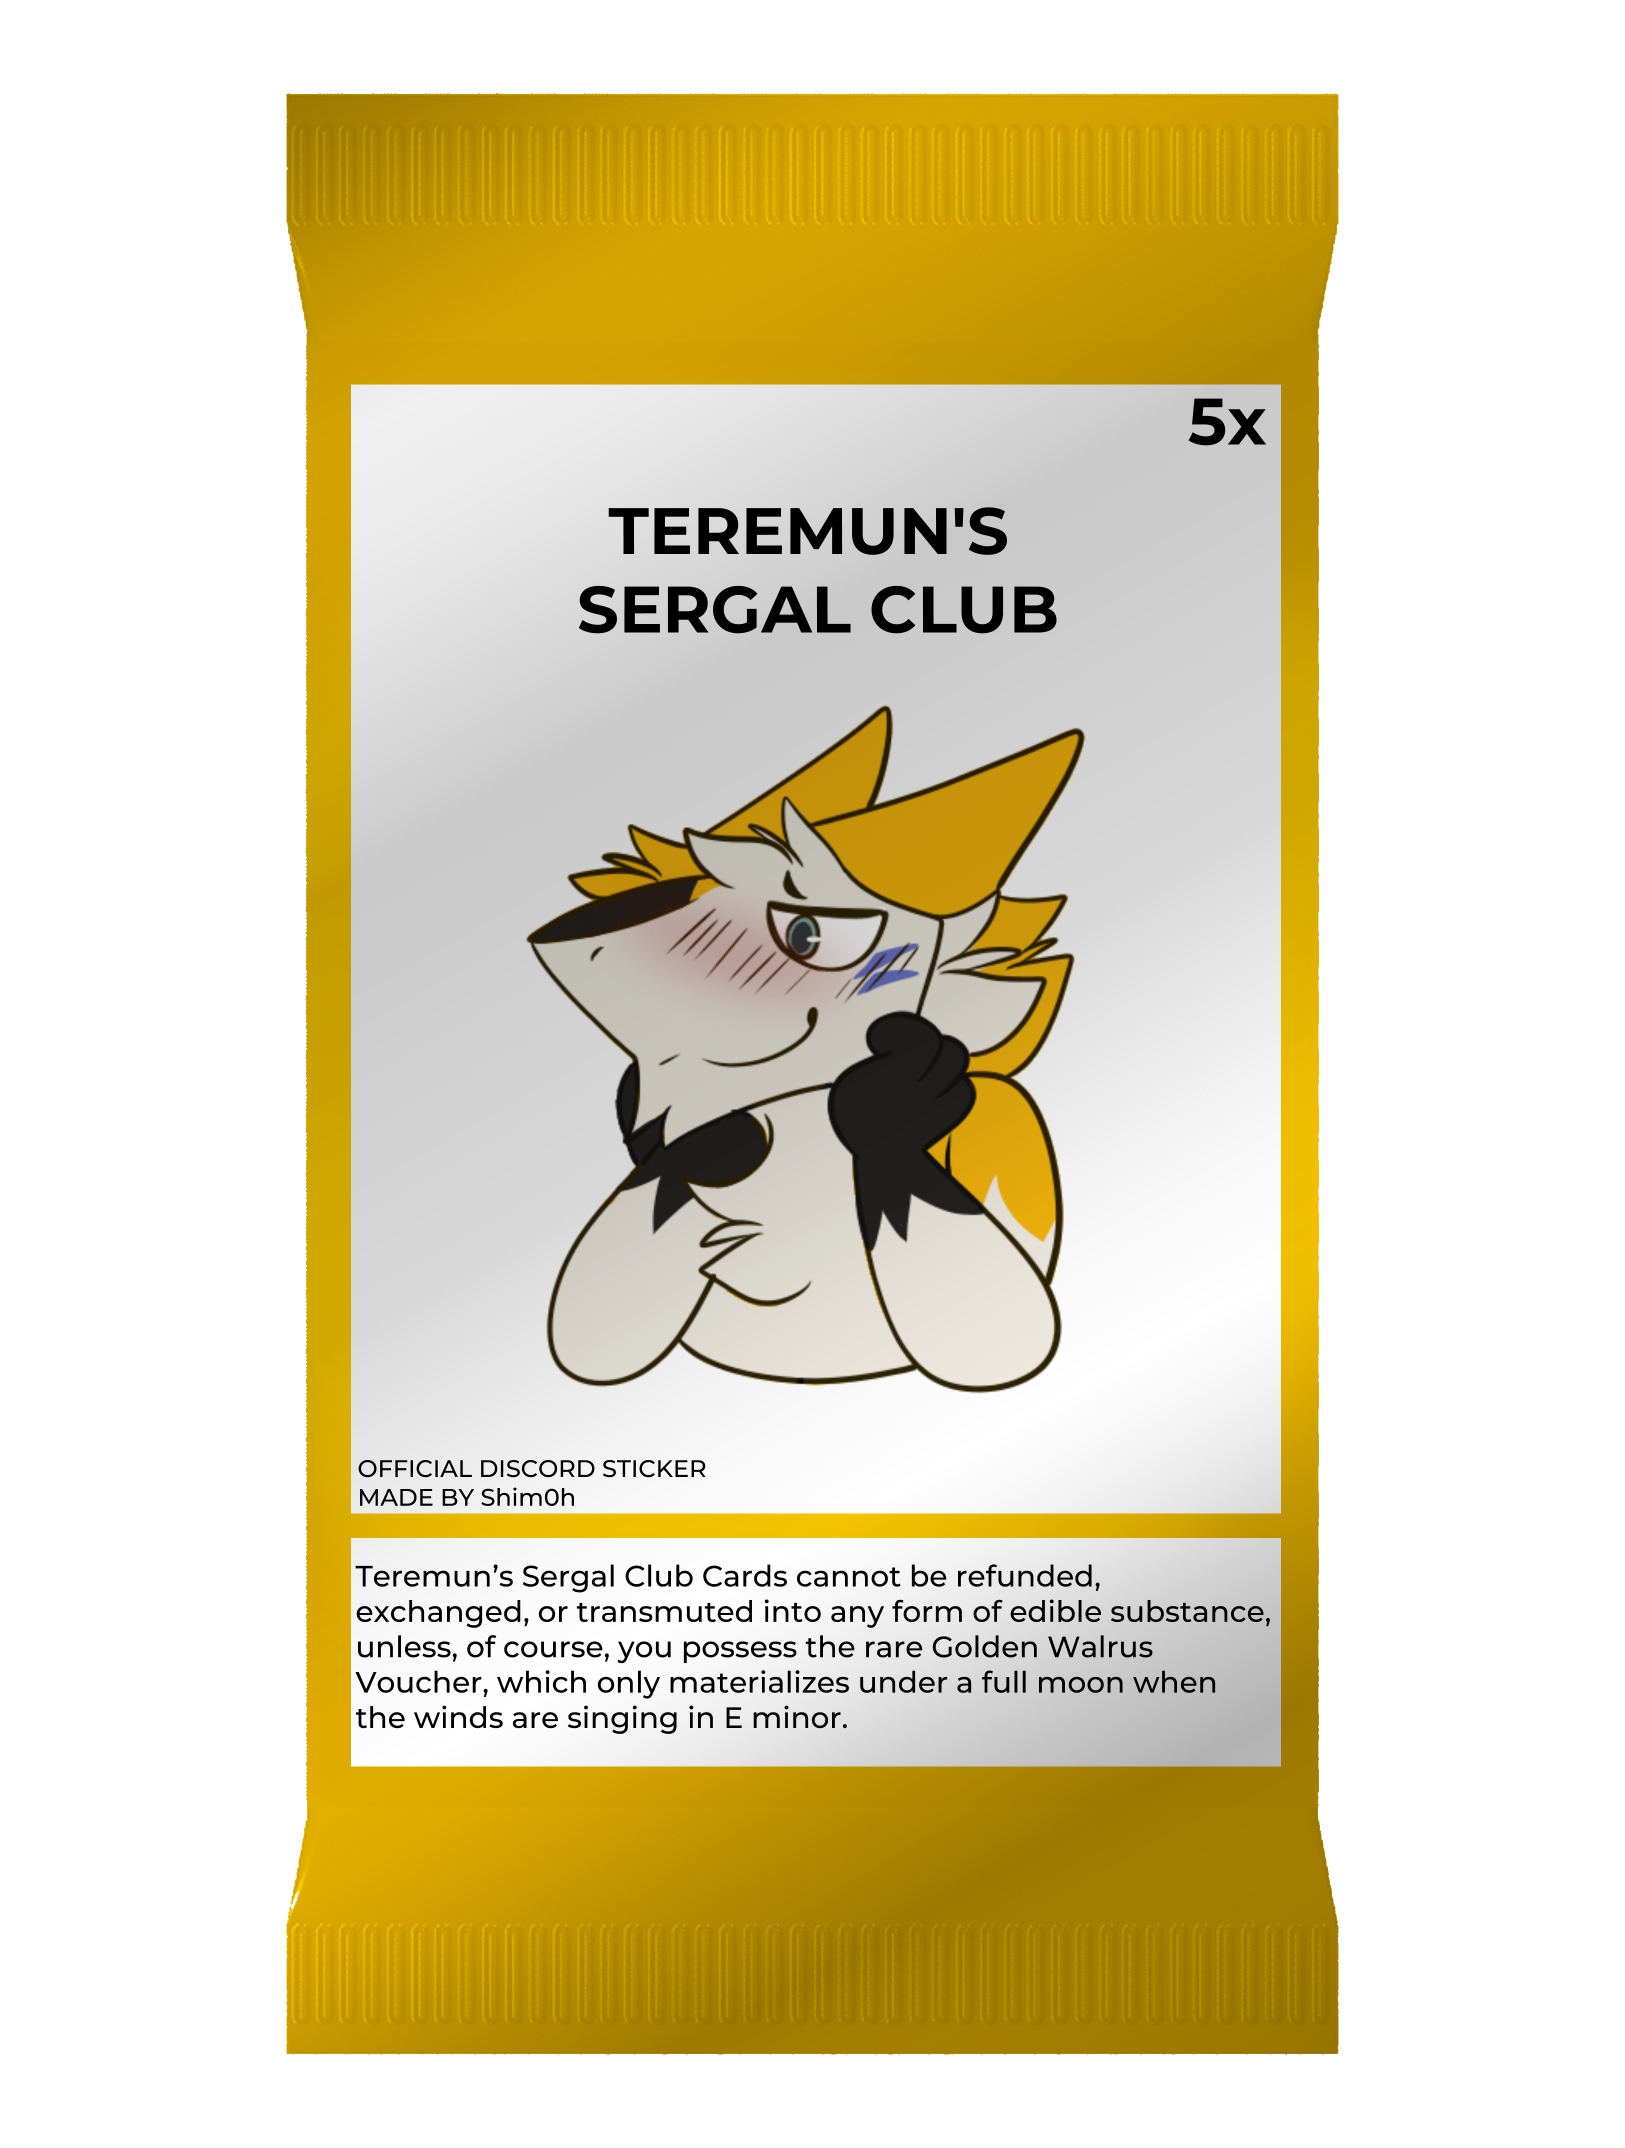 5x
TEREMUN'S
SERGAL CLUB
OFFICIAL DISCORD STICKER
MADE BY Shim0h
Teremun’s Sergal Club Cards cannot be refunded,
exchanged, or transmuted into any form of edible substance,
unless, of course, you possess the rare Golden Walrus
Voucher, which only materializes under a full moon when
the winds are singing in E minor.